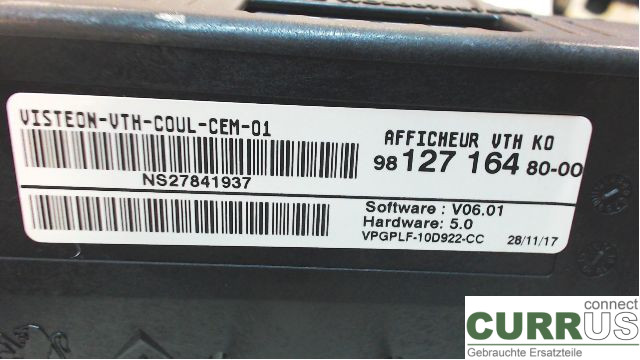 VISTEON-VTH-COUL-CEM-01
AFFICHEUR VTH KO
98 127 164 80-00
NS27841937
Software : V06.01
Hardware: 5.0
VPGPLF-10D922-CC 28/11/17
connect
CURRUS
Gebrauchte Ersatzteile